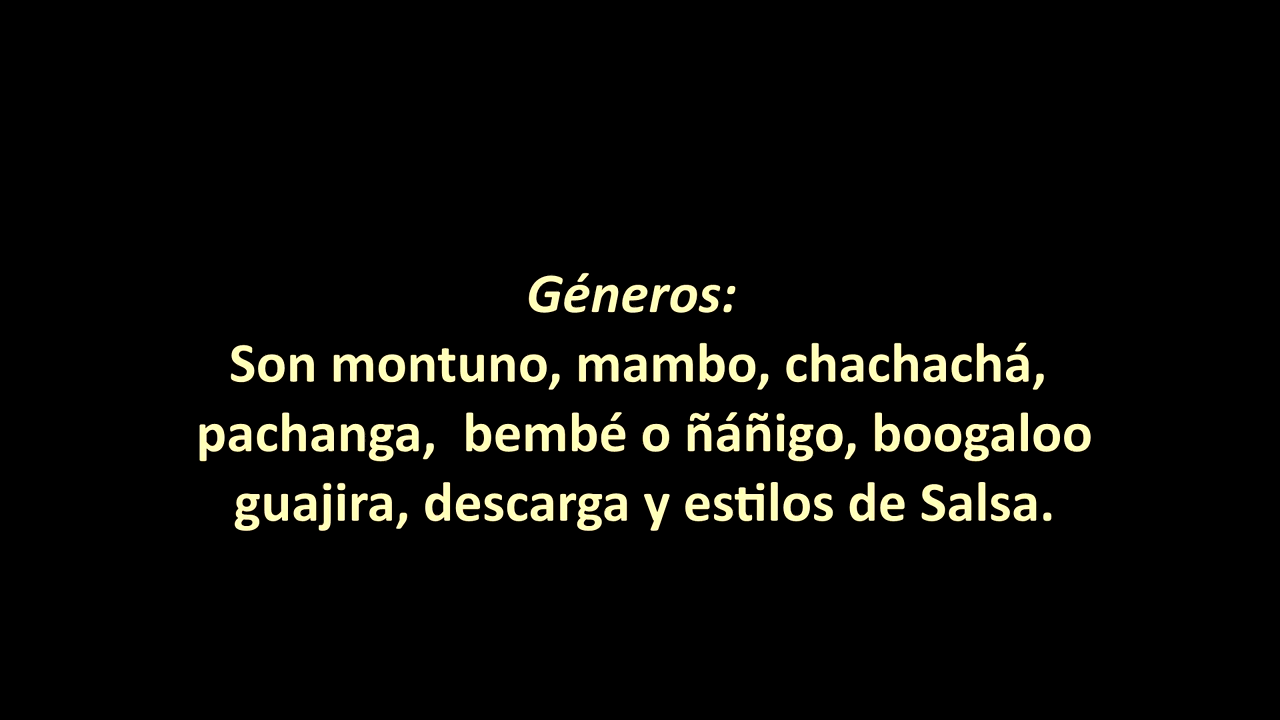 Géneros:
Son montuno, mambo, chachachá,
pachanga,  bembé o ñáñigo, boogaloo
guajira, descarga y estilos de Salsa.